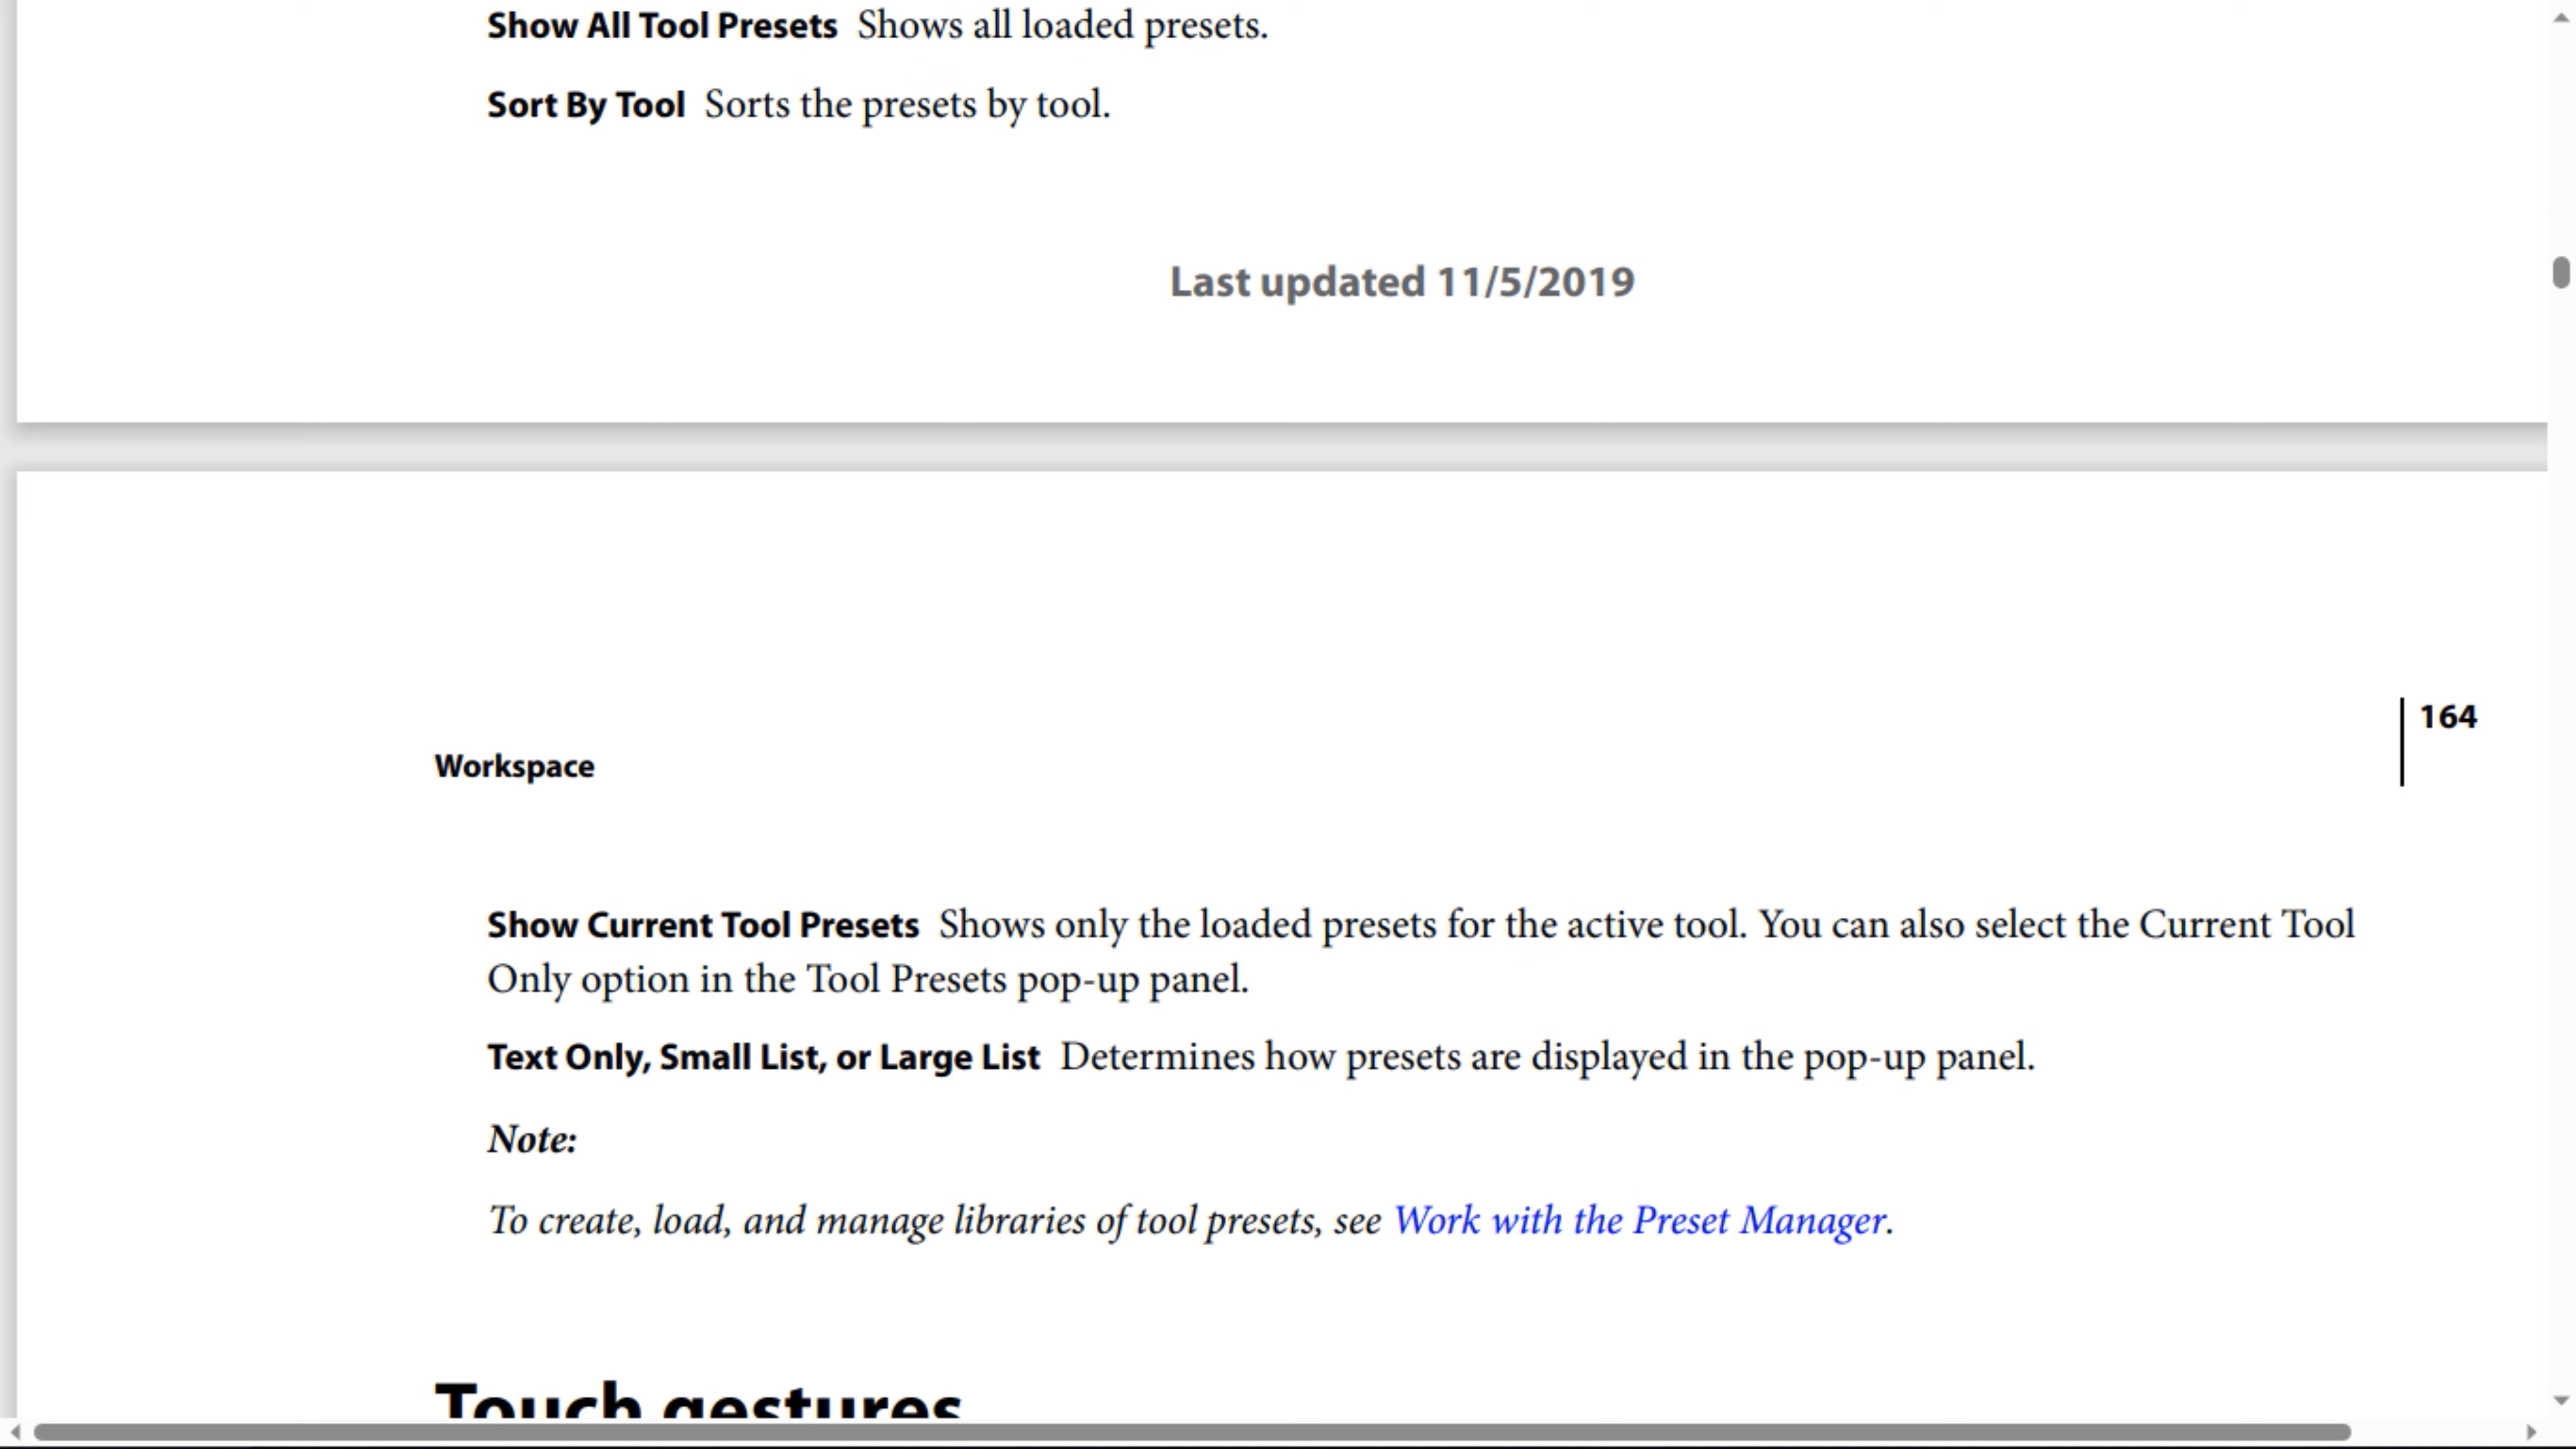 Show All Tool Presets Shows all loaded presets.
Sort By Tool Sorts the presets by tool.
Last updated 11/5/2019
164
Workspace
Show Current Tool Presets Shows only the loaded presets for the active tool. You can also select the Current Tool
Only option in the Tool Presets pop-up panel.
Text Only, Small List, or Large List Determines how presets are displayed in the pop-up panel.
Note:
To create, load, and manage libraries of tool presets, see Work with the Preset Manager.
Touch gestures